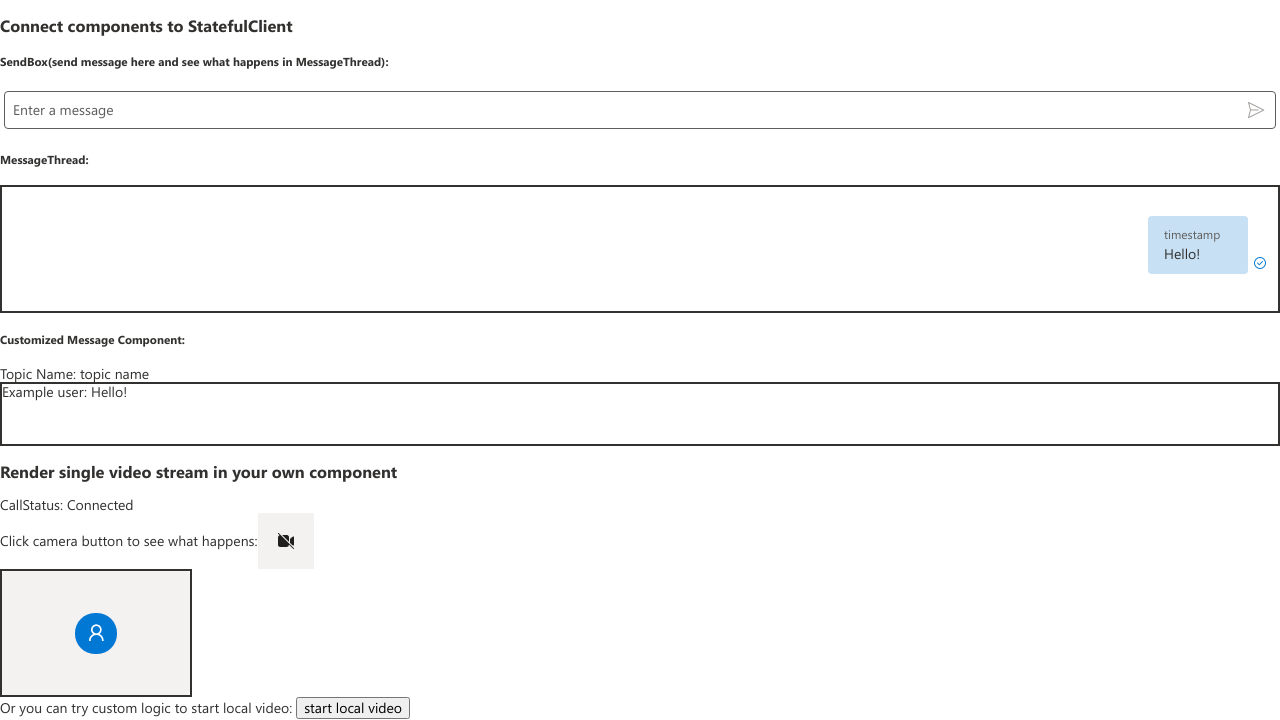 Connect components to StatefulClient
SendBox(send message here and see what happens in MessageThread):
Enter a message
MessageThread:
timestamp
Hello!
Customized Message Component:
Topic Name: topic name
Example user: Hello!
Render single video stream in your own component
CallStatus: Connected
Click camera button to see what happens:
Or you can try custom logic to start local video: start local video